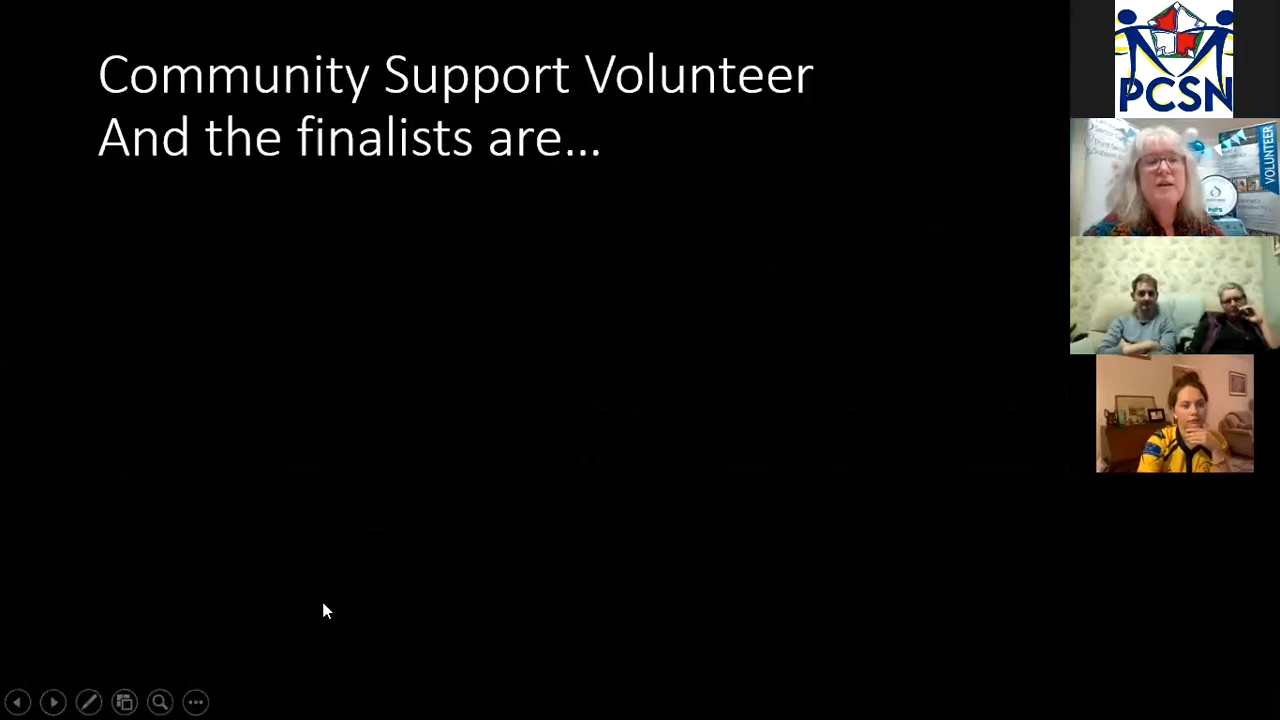 Community Support Volunteer
And the finalists are...
PCSN
VOLUNTEER